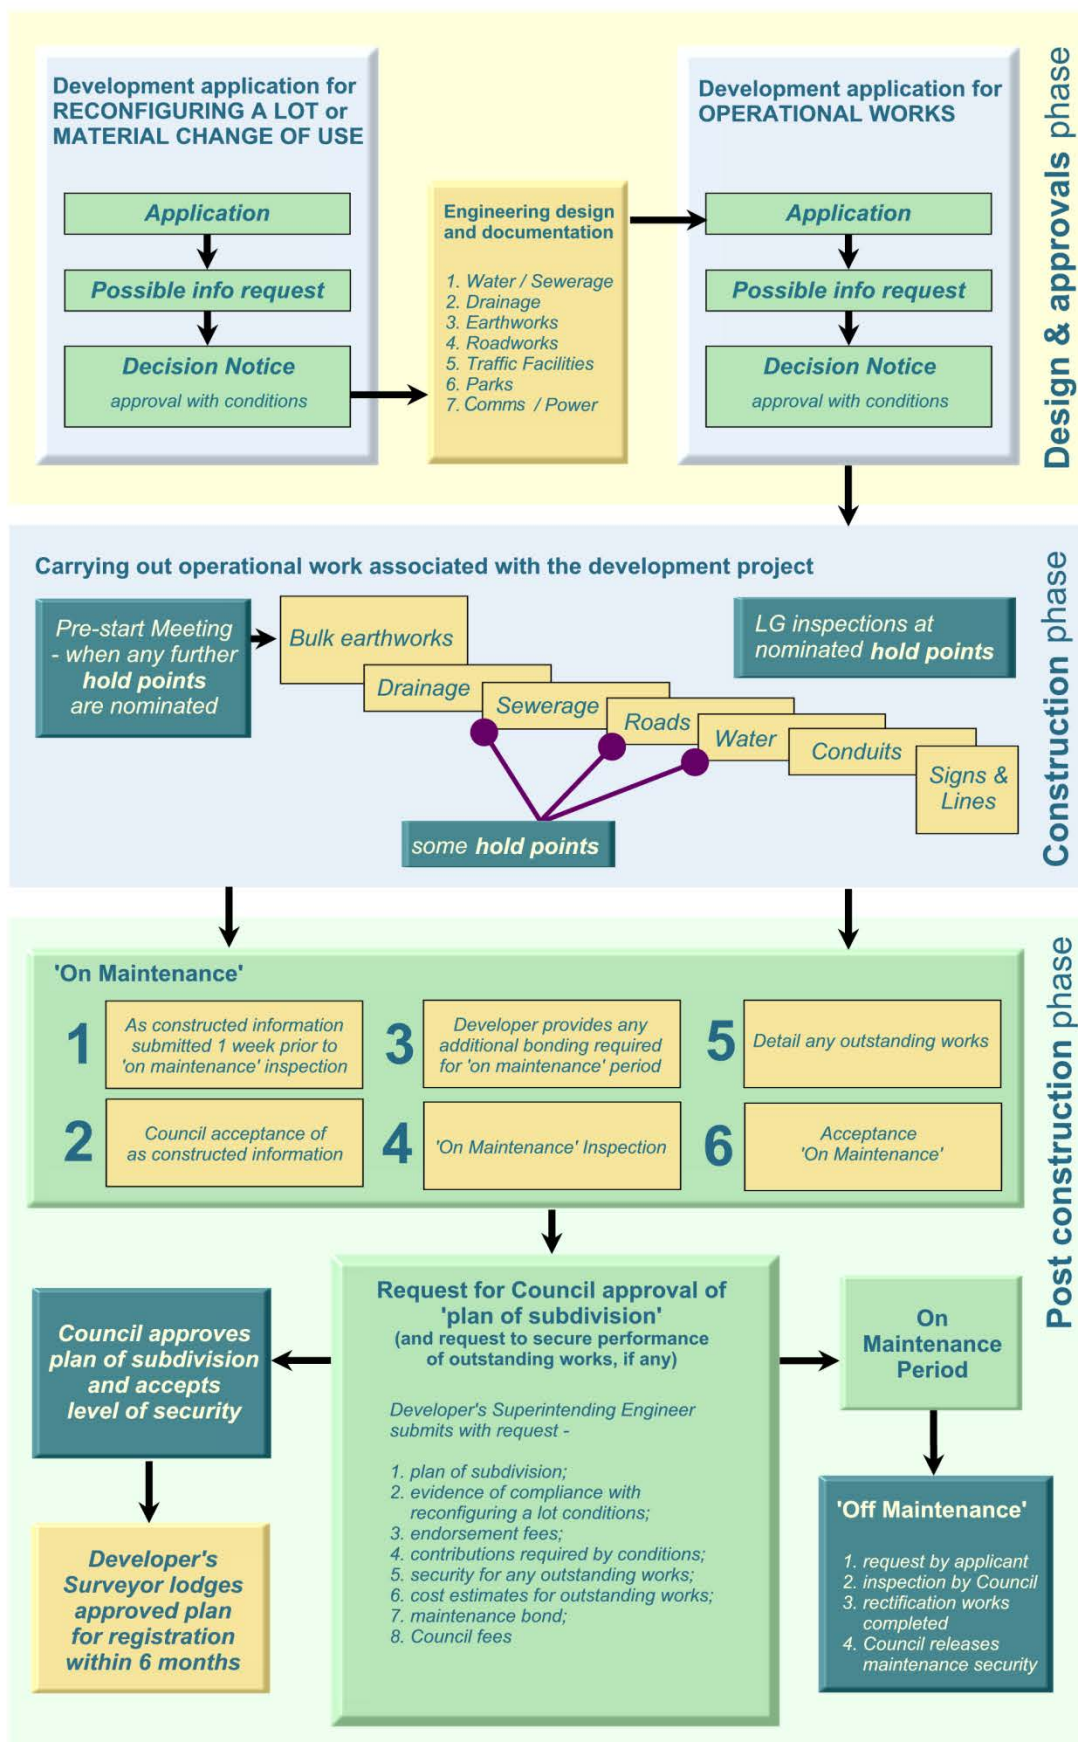 Design & approvals phase
Development application for
RECONFIGURING A LOT or
MATERIAL CHANGE OF USE
Application
Possible info request
Decision Notice
approval with conditions
Engineering design
and documentation
1. Water / Sewerage
2. Drainage
3. Earthworks
4. Roadworks
5. Traffic Facilities
6. Parks
7. Comms / Power
Development application for
OPERATIONAL WORKS
Application
Possible info request
Decision Notice
approval with conditions
Construction phase
Carrying out operational work associated with the development project
Pre-start Meeting
- when any further
hold points
are nominated
Bulk earthworks
Drainage
Sewerage
Roads
Water
Conduits
Signs &
Lines
LG inspections at
nominated hold points
some hold points
Post construction phase
'On Maintenance'
1
As constructed information
submitted 1 week prior to
'on maintenance' inspection
2
Council acceptance of
as constructed information
3
Developer provides any
additional bonding required
for 'on maintenance' period
4
'On Maintenance' Inspection
5
Detail any outstanding works
6
Acceptance
'On Maintenance'
Council approves
plan of subdivision
and accepts
level of security
Developer's
Surveyor lodges
approved plan
for registration
within 6 months
Request for Council approval of
'plan of subdivision'
(and request to secure performance
of outstanding works, if any)
Developer's Superintending Engineer
submits with request -
1. plan of subdivision;
2. evidence of compliance with
reconfiguring a lot conditions;
3. endorsement fees;
4. contributions required by conditions;
5. security for any outstanding works;
6. cost estimates for outstanding works;
7. maintenance bond;
8. Council fees
On
Maintenance
Period
'Off Maintenance'
1. request by applicant
2. inspection by Council
3. rectification works
completed
4. Council releases
maintenance security